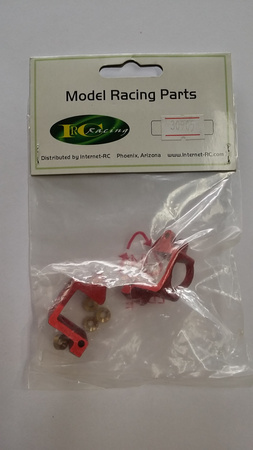 Model Racing Parts
IRC Racing
Distributed by Internet-RC Phoenix, Arizona www.Internet-RC.com